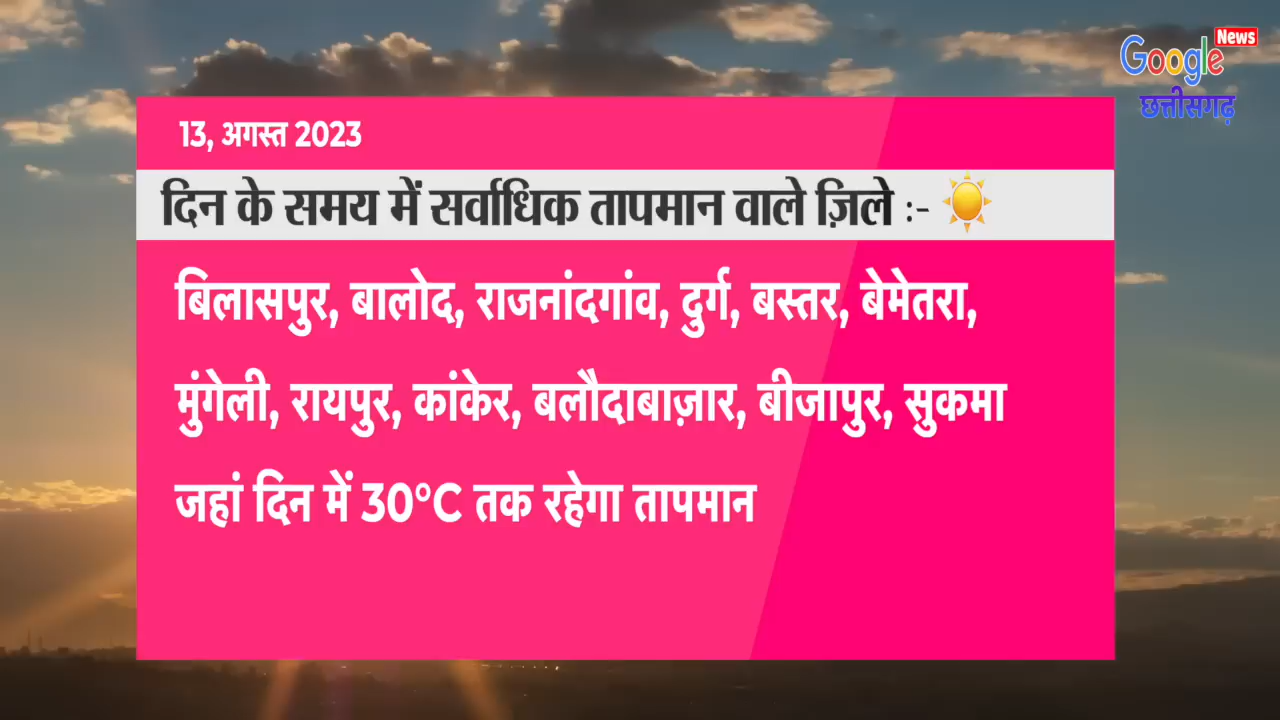 Google News
छत्तीसगढ़
13, अगस्त 2023
दिन के समय में सर्वाधिक तापमान वाले ज़िले :-
बिलासपुर, बालोद, राजनांदगांव, दुर्ग, बस्तर, बेमेतरा,
मुंगेली, रायपुर, कांकेर, बलौदाबाज़ार, बीजापुर, सुकमा
जहां दिन में 30°C तक रहेगा तापमान